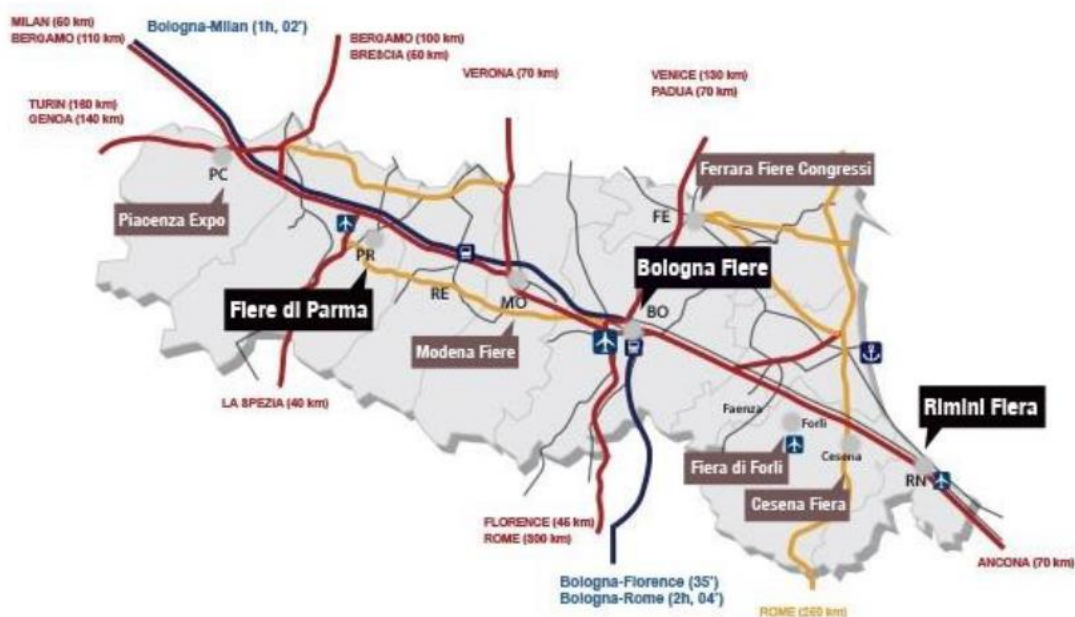 MILAN (60 km)
BERGAMO (110 km)
Bologna-Milan (1h, 02')
BERGAMO (100 km)
BRESCIA (50 km)
VERONA (70 km)
VENICE (130 km)
PADUA (70 km)
TURIN (160 km)
GENOA (140 km)
PC
Piacenza Expo
Ferrara Fiere Congressi
FE
PR
Fiere di Parma
RE
MO
Modena Fiere
Bologna Fiere
BO
LA SPEZIA (40 km)
Faenza
Forlì
Fiera di Forlì
Cesena
Cesena Fiera
Rimini Fiera
RN
FLORENCE (45 km)
ROME (300 km)
ANCONA (70 km)
Bologna-Florence (35')
Bologna-Rome (2h, 04')
ROME (260 km)